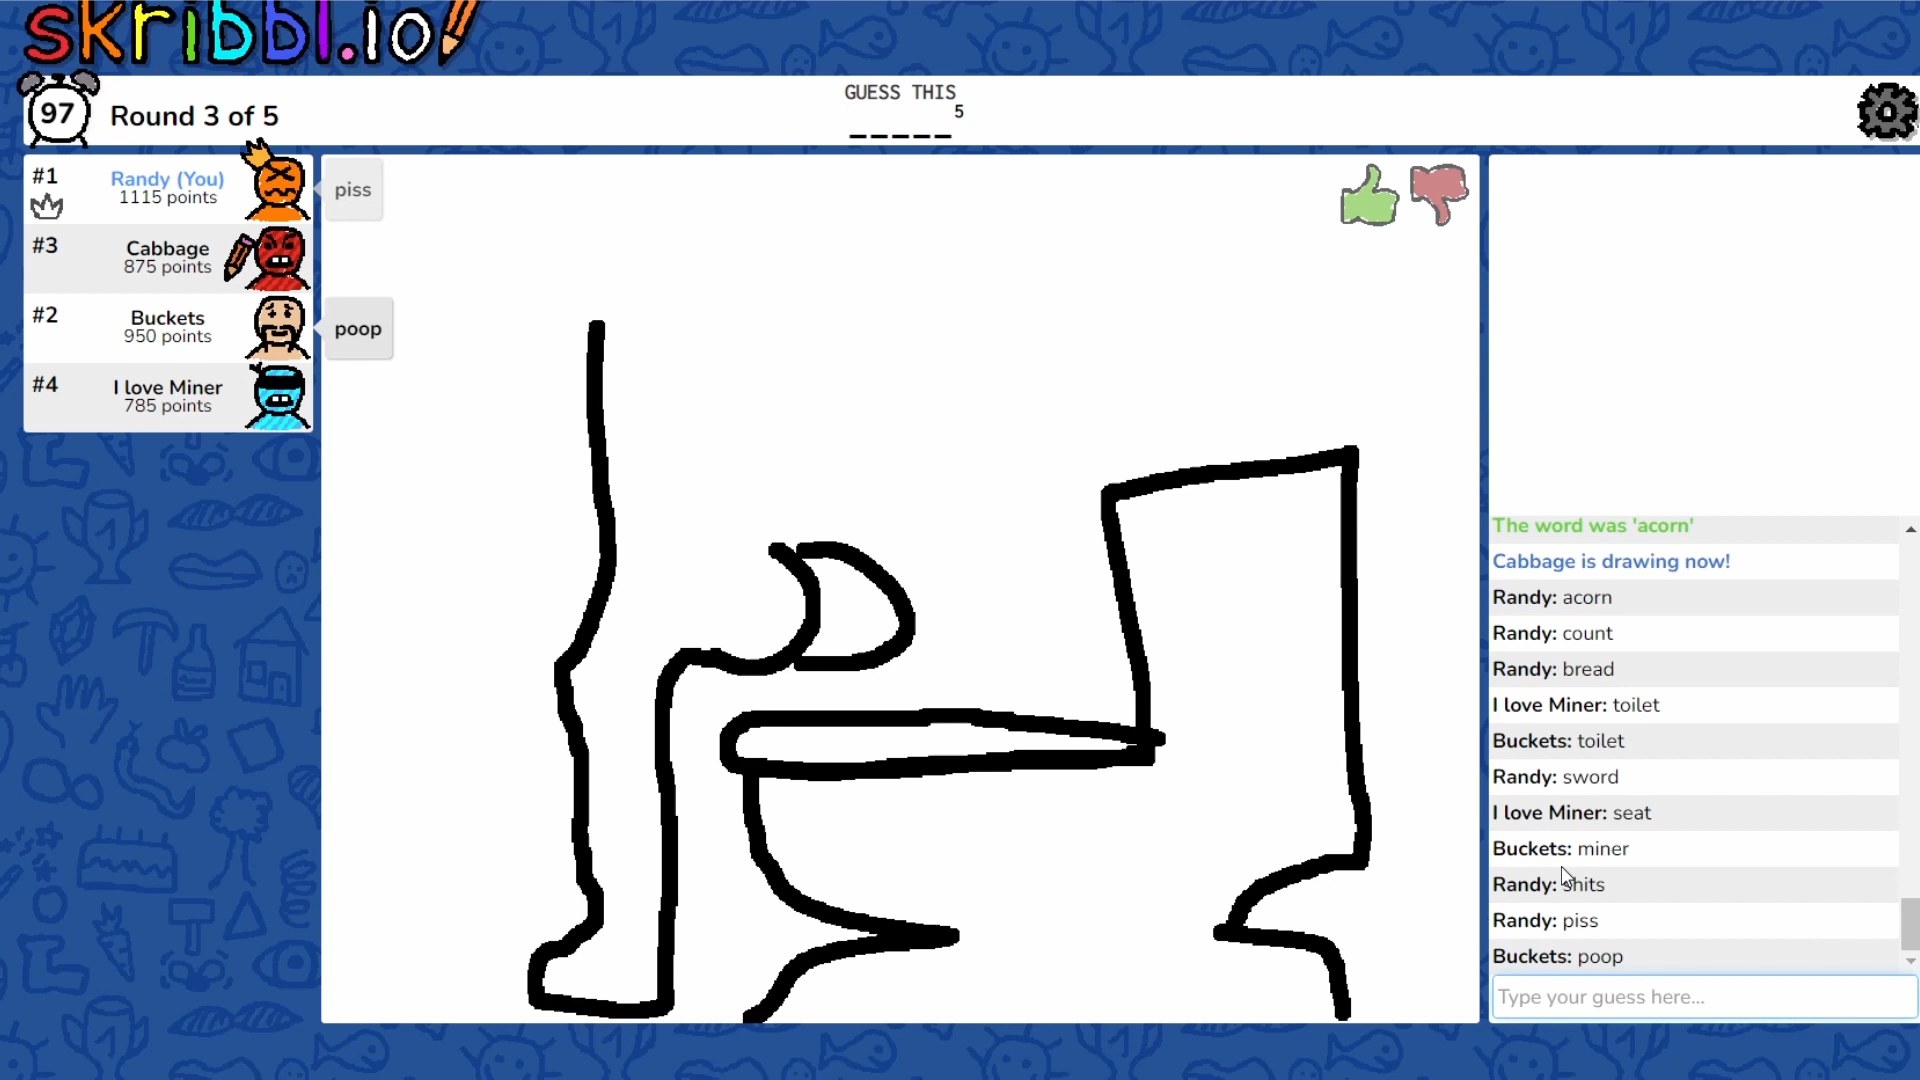 skribbl.io
97
Round 3 of 5
GUESS THIS
5
_____
#1
Randy (You)
1115 points
piss
#3
Cabbage
875 points
#2
Buckets
950 points
poop
#4
I love Miner
785 points
The word was 'acorn'
Cabbage is drawing now!
Randy: acorn
Randy: count
Randy: bread
I love Miner: toilet
Buckets: toilet
Randy: sword
I love Miner: seat
Buckets: miner
Randy: shits
Randy: piss
Buckets: poop
Type your guess here...